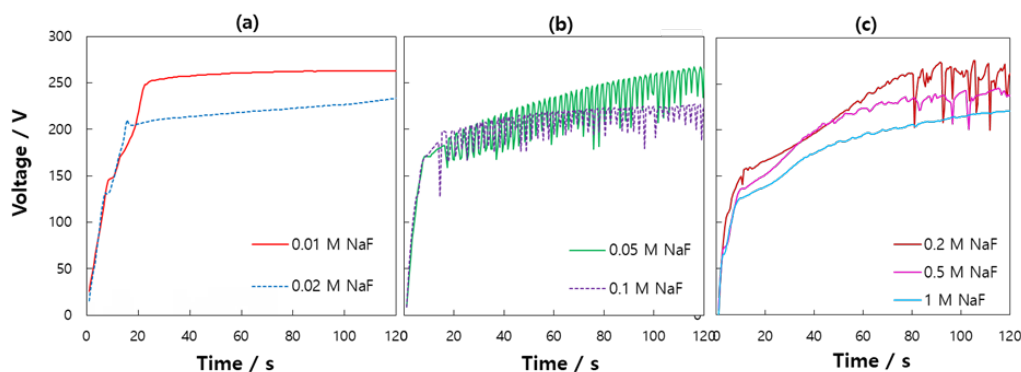 (a) (b) (c)
Voltage / V
300
250
200
150
100
50
0
0.01 M NaF
0.02 M NaF
0.05 M NaF
0.1 M NaF
0.2 M NaF
0.5 M NaF
1 M NaF
0 20 40 60 80 100 120
20 40 60 80 100 120
0 20 40 60 80 100 120
Time / s Time / s Time / s